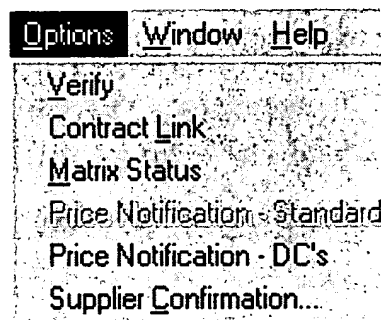 Options Window Help
Verify
Contract Link
Matrix Status
Price Notification - Standard
Price Notification - DC's
Supplier Confirmation...